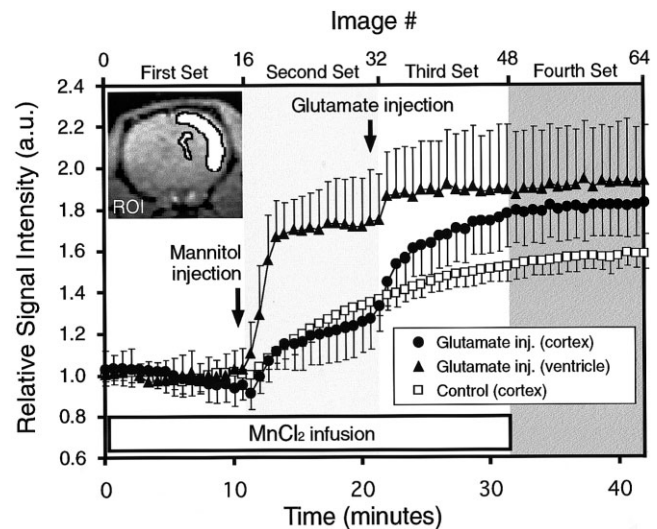 Image #
0 16 32 48 64
First Set Second Set Third Set Fourth Set
2.4
2.2
2.0
1.8
1.6
1.4
1.2
1.0
0.8
0.6
Relative Signal Intensity (a.u.)
Glutamate injection
ROI
Mannitol
injection
Glutamate inj. (cortex)
Glutamate inj. (ventricle)
Control (cortex)
MnCl₂ infusion
0 10 20 30 40
Time (minutes)